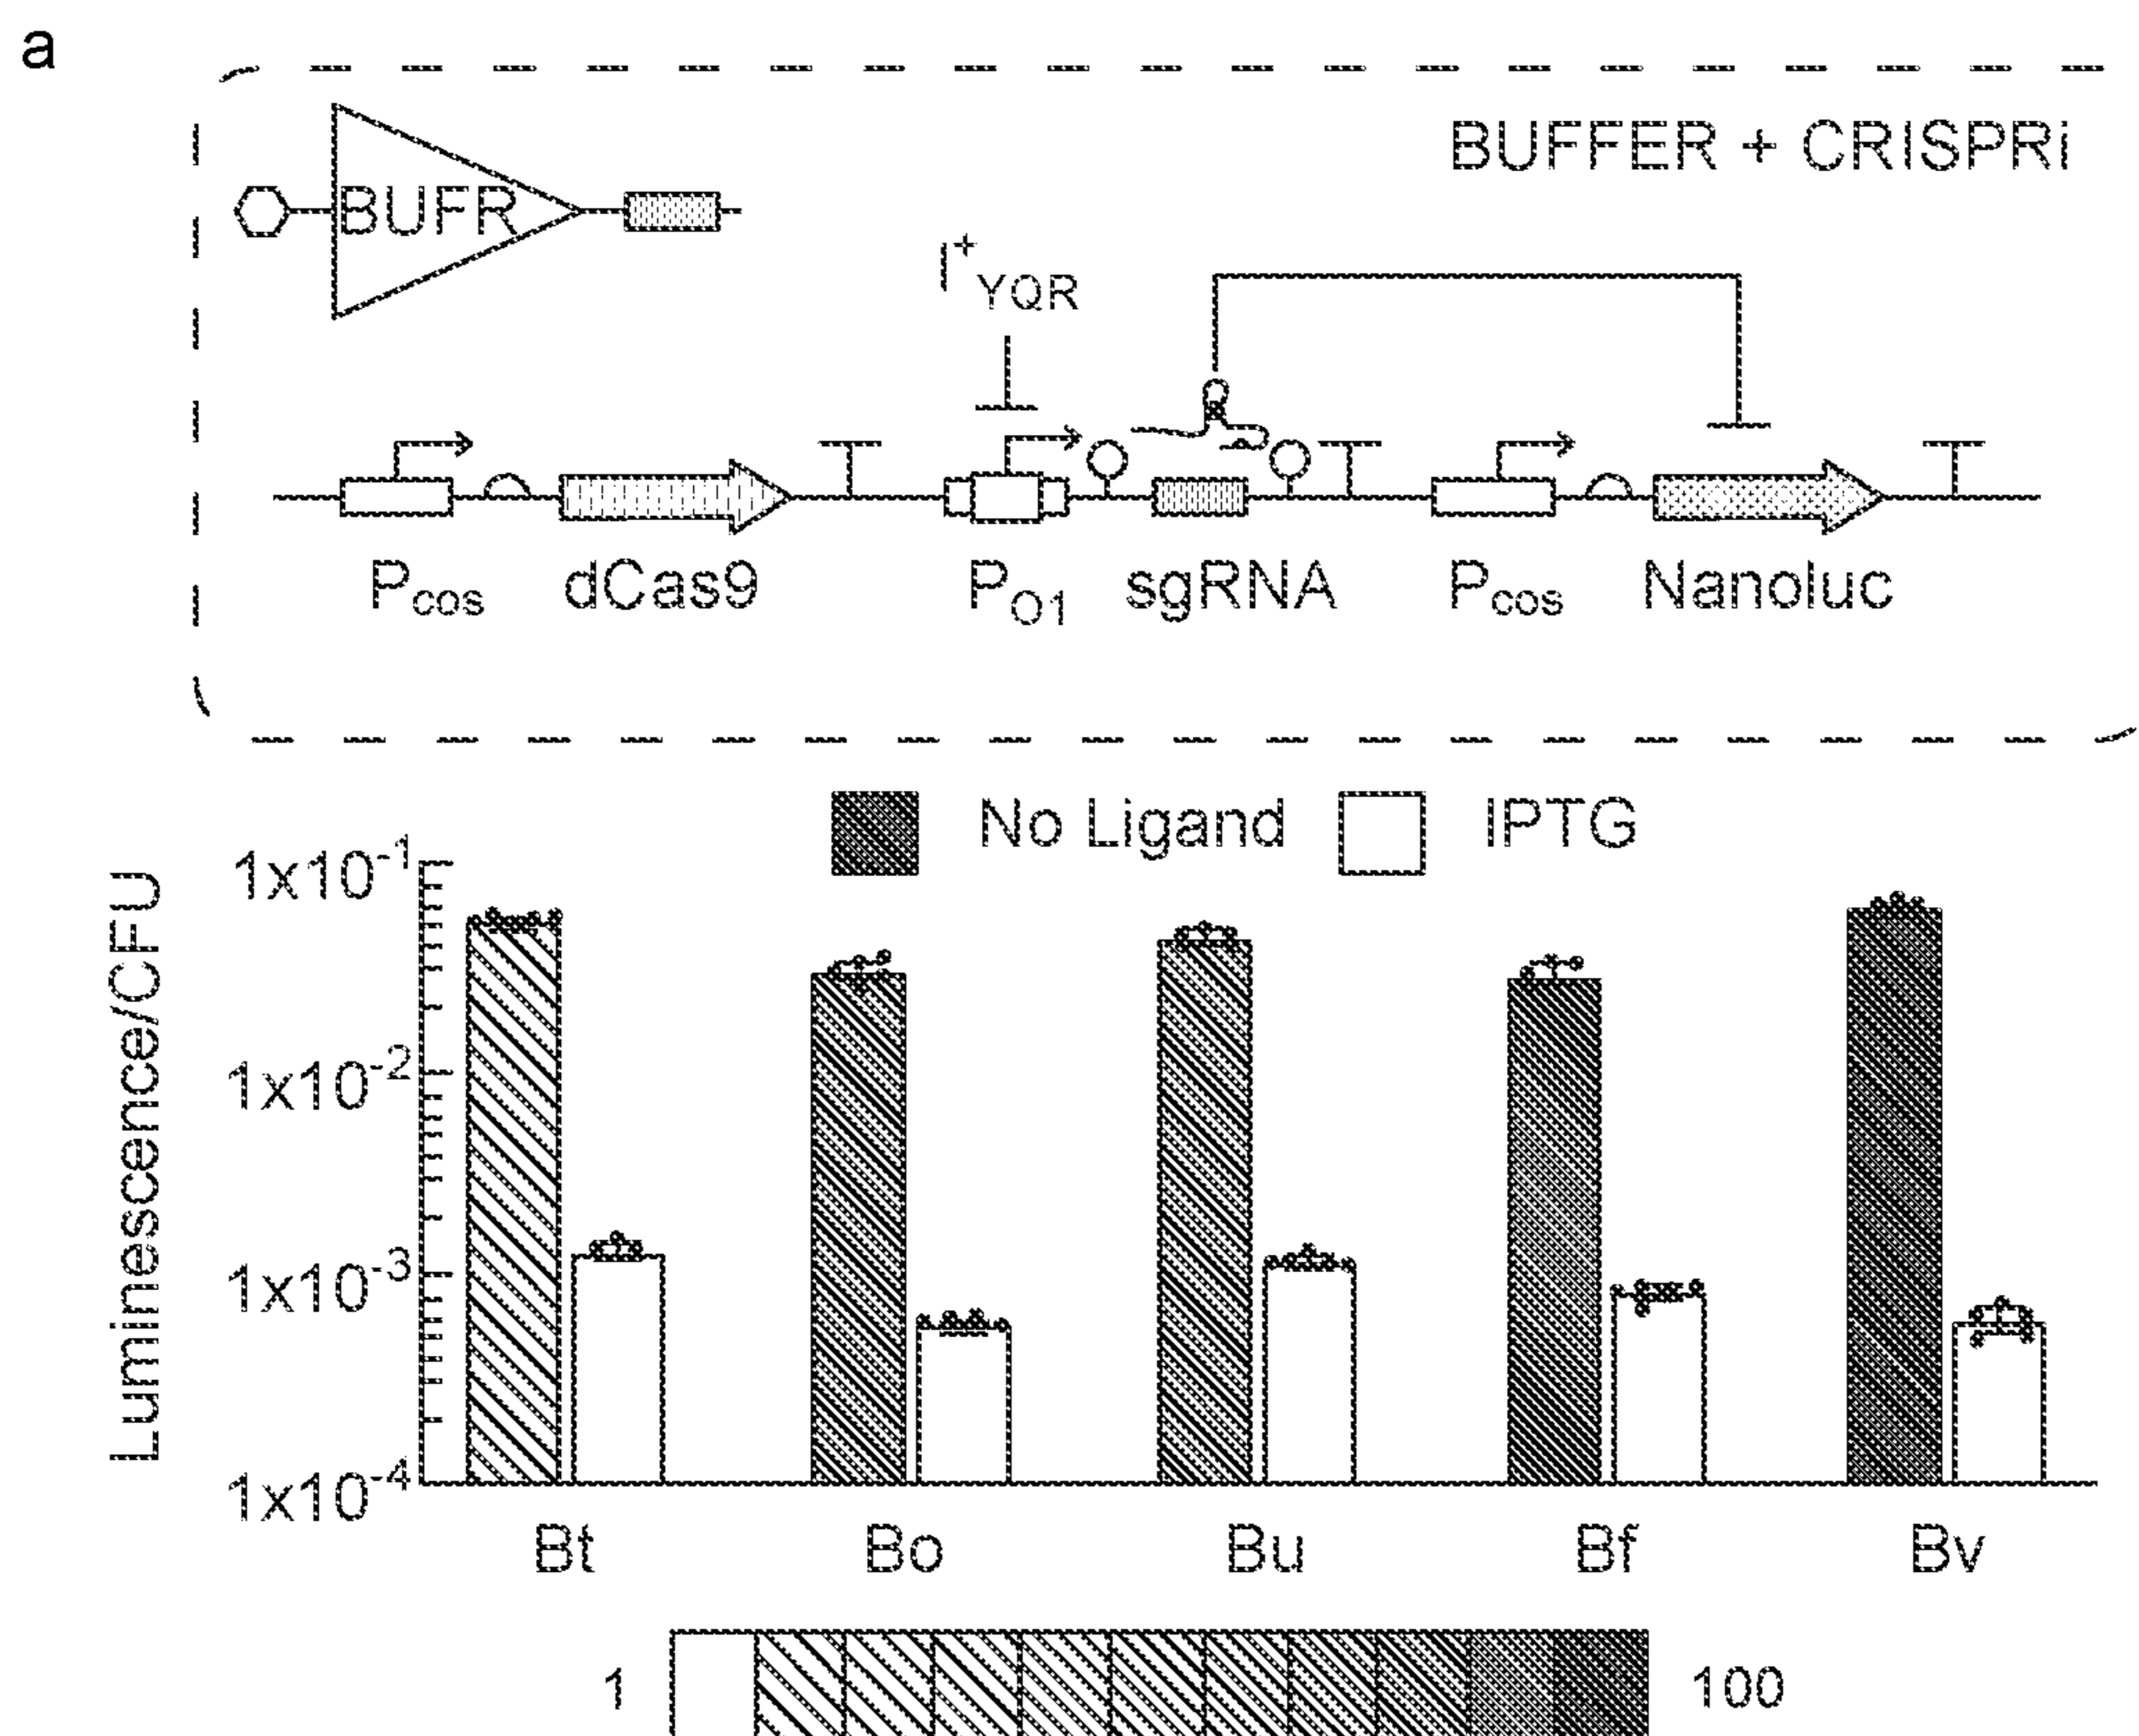 a
BUFFER + CRISPRi
BUFR
I⁺YQR
Pcos dCas9 PO1 sgRNA Pcos Nanoluc
No Ligand IPTG
Luminescence/CFU
1x10⁻¹
1x10⁻²
1x10⁻³
1x10⁻⁴
Bt Bo Bu Bf Bv
1 100